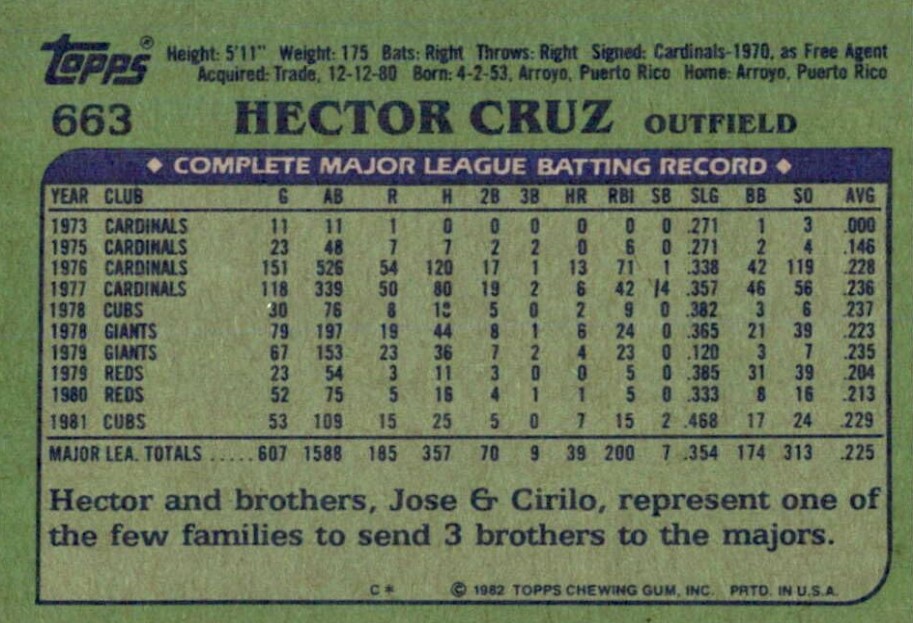 Topps® Height: 5'11" Weight: 175 Bats: Right Throws: Right Signed: Cardinals-1970, as Free Agent
Acquired: Trade, 12-12-80 Born: 4-2-53, Arroyo, Puerto Rico Home: Arroyo, Puerto Rico
663 HECTOR CRUZ OUTFIELD
◆ COMPLETE MAJOR LEAGUE BATTING RECORD ◆
YEAR CLUB G AB R H 2B 3B HR RBI SB SLG BB SO AVG
1973 CARDINALS 11 11 1 0 0 0 0 0 0 .271 1 3 .000
1975 CARDINALS 23 48 7 7 2 2 0 6 0 .271 2 4 .146
1976 CARDINALS 151 526 54 120 17 1 13 71 1 .338 42 119 .228
1977 CARDINALS 118 339 50 80 19 2 6 42 4 .357 46 56 .236
1978 CUBS 30 76 8 5 0 2 9 0 .382 3 6 .237
1978 GIANTS 79 197 19 44 8 1 6 24 0 .365 21 39 .223
1979 GIANTS 67 153 23 36 7 2 4 23 0 .120 3 7 .235
1979 REDS 23 54 3 11 3 0 0 5 0 .385 31 39 .204
1980 REDS 52 75 5 16 4 1 1 5 0 .333 8 16 .213
1981 CUBS 53 109 15 25 5 0 7 15 2 .468 17 24 .229
MAJOR LEA. TOTALS .....607 1588 185 357 70 9 39 200 7 .354 174 313 .225
Hector and brothers, Jose & Cirilo, represent one of
the few families to send 3 brothers to the majors.
C* © 1982 TOPPS CHEWING GUM, INC. PRTD. IN U.S.A.